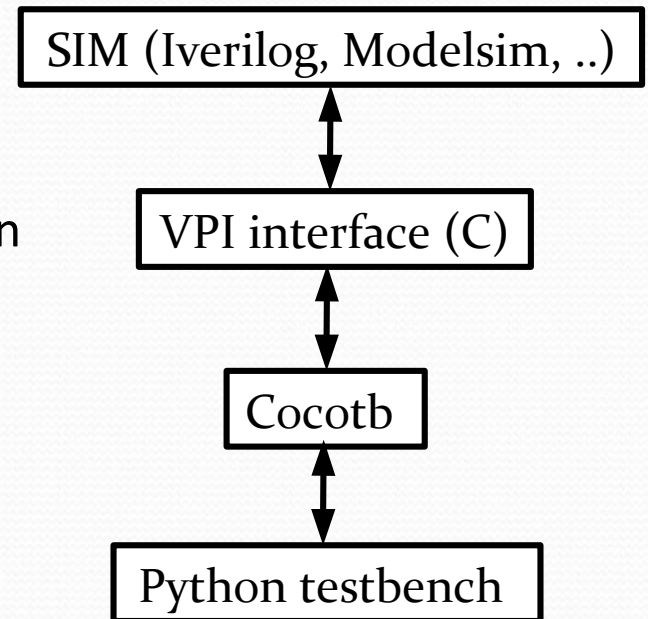 SIM (Iverilog, Modelsim, ..)
n
VPI interface (C)
Cocotb
Python testbench